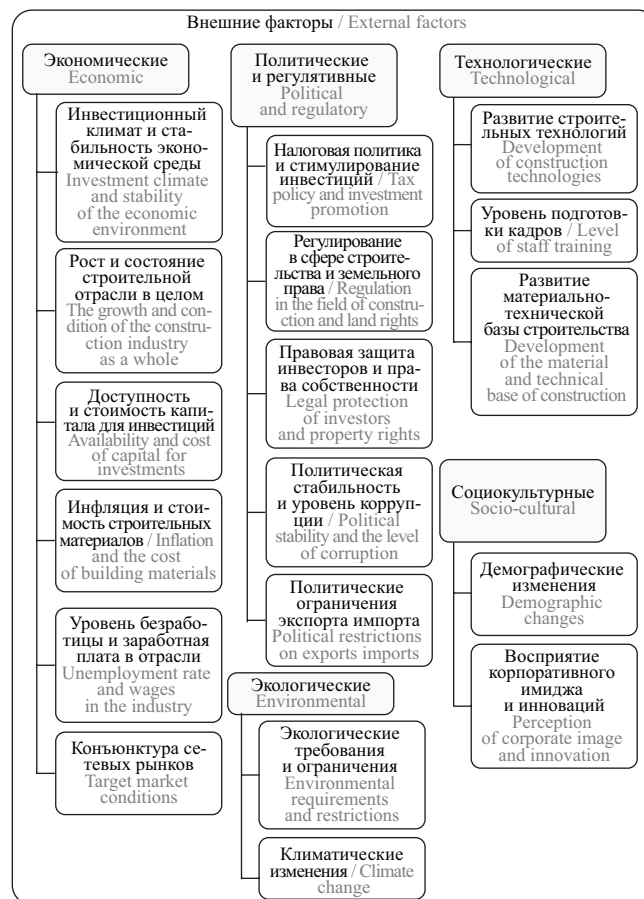 Внешние факторы / External factors
Экономические
Economic
Инвестиционный
климат и ста-
бильность эконо-
мической среды
Investment climate
and stability
of the economic
environment
Рост и состояние
строительной
отрасли в целом
The growth and con-
dition of the constru-
ction industry
as a whole
Доступность
и стоимость капи-
тала для инвестиций
Availability and cost
of capital for
investments
Инфляция и стои-
мость строительных
материалов / Inflation
and the cost
of building materials
Уровень безрабо-
тицы и заработная
плата в отрасли
Unemployment rate
and wages
in the industry
Конъюнктура се-
тевых рынков
Target market
conditions
Политические
и регулятивные
Political
and regulatory
Налоговая политика
и стимулирование
инвестиций / Tax
policy and investment
promotion
Регулирование
в сфере строите-
льства и земельного
права / Regulation
in the field of constru-
ction and land rights
Правовая защита
инвесторов и пра-
ва собственности
Legal protection
of investors
and property rights
Политическая
стабильность
и уровень корруп-
ции / Political
stability and the level
of corruption
Политические
ограничения
экспорта импорта
Political restrictions
on exports imports
Экологические
Environmental
Экологические
требования
и ограничения
Environmental
requirements
and restrictions
Климатические
изменения / Climate
change
Технологические
Technological
Развитие строите-
льных технологий
Development
of construction
technologies
Уровень подготов-
ки кадров / Level
of staff training
Развитие
материально-
технической
базы строительства
Development
of the material
and technical
base of construction
Социокультурные
Socio-cultural
Демографические
изменения
Demographic
changes
Восприятие
корпоративного
имиджа
и инноваций
Perception
of corporate image
and innovation